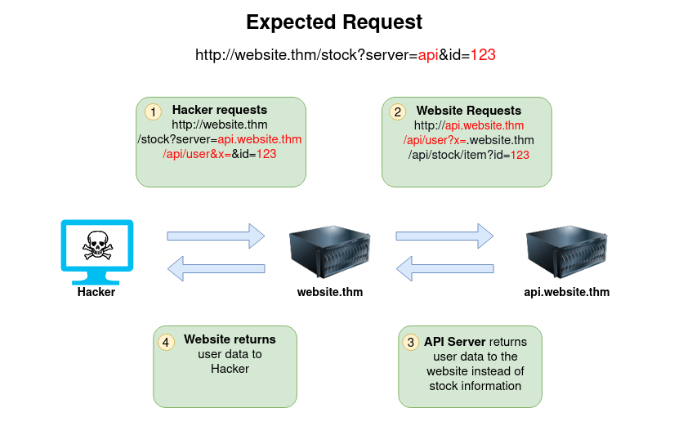 Expected Request
http://website.thm/stock?server=api&id=123
1
Hacker requests
http://website.thm
/stock?server=api.website.thm
/api/user&x=&id=123
2
Website Requests
http://api.website.thm
/api/user?x=.website.thm
/api/stock/item?id=123
Hacker
website.thm
api.website.thm
4
Website returns
user data to
Hacker
3
API Server returns
user data to the
website instead of
stock information